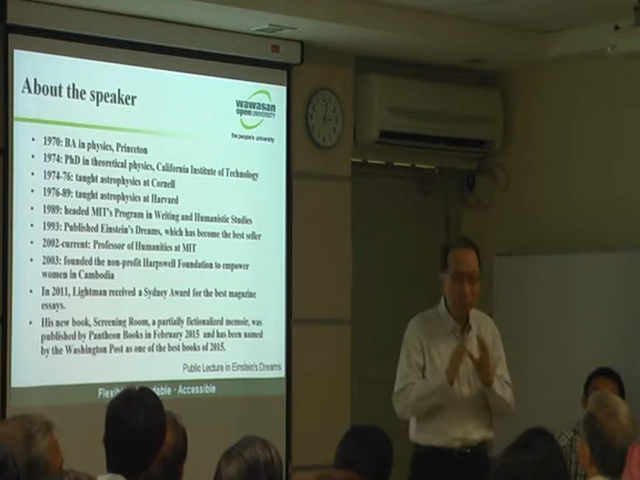 About the speaker
wawasan
open UNIVERSITY
the people's university
• 1970: BA in physics, Princeton
• 1974: PhD in theoretical physics, California Institute of Technology
• 1974-76: taught astrophysics at Cornell
• 1976-89: taught astrophysics at Harvard
• 1989: headed MIT's Program in Writing and Humanistic Studies
• 1993: Published Einstein's Dreams, which has become the best seller
• 2002-current: Professor of Humanities at MIT
• 2003: founded the non-profit Harpswell Foundation to empower
women in Cambodia
• In 2011, Lightman received a Sydney Award for the best magazine
essays.
• His new book, Screening Room, a partially fictionalized memoir, was
published by Pantheon Books in February 2015 and has been named
by the Washington Post as one of the best books of 2015.
Public Lecture in Einstein's Dreams
Accessible